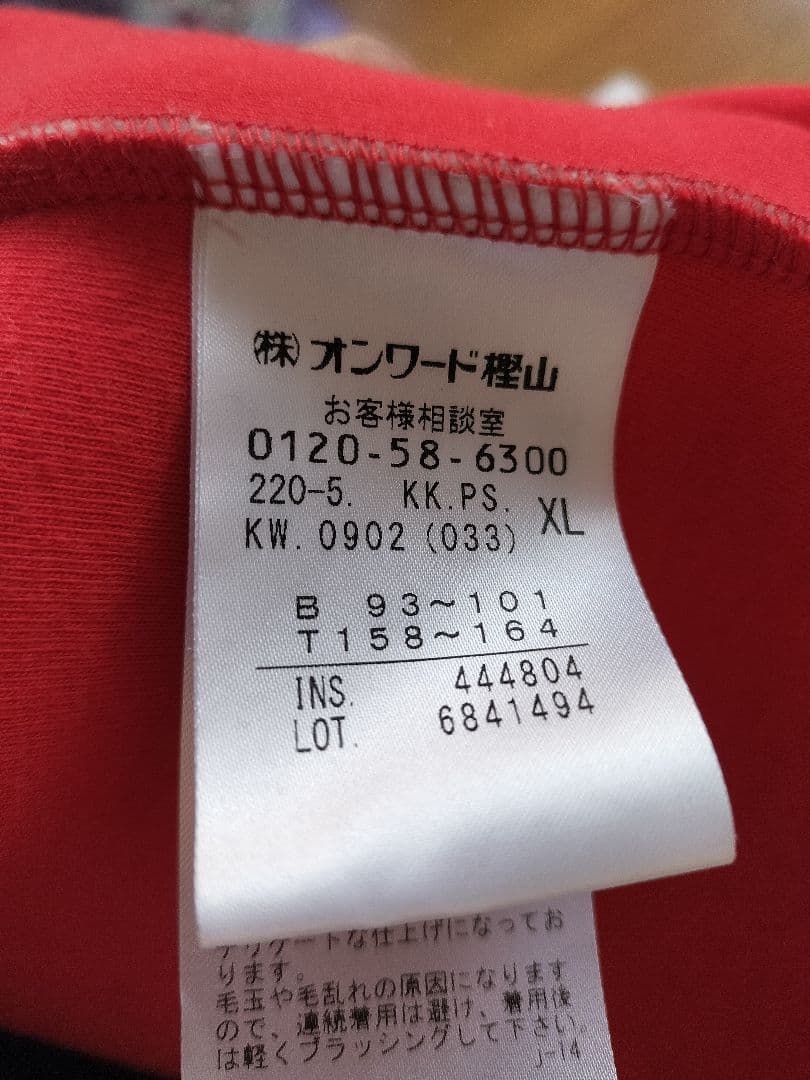 ㈱オンワード樫山
お客様相談室
0120-58-6300
220-5. KK.PS.
KW.0902(033) XL
B 93~101
T158~164
INS. 444804
LOT. 6841494
デリケートな仕上げになってお
ります。
毛玉や毛乱れの原因になります
ので、連続着用は避け、着用後
は軽くブラッシングして下さい。
J-14